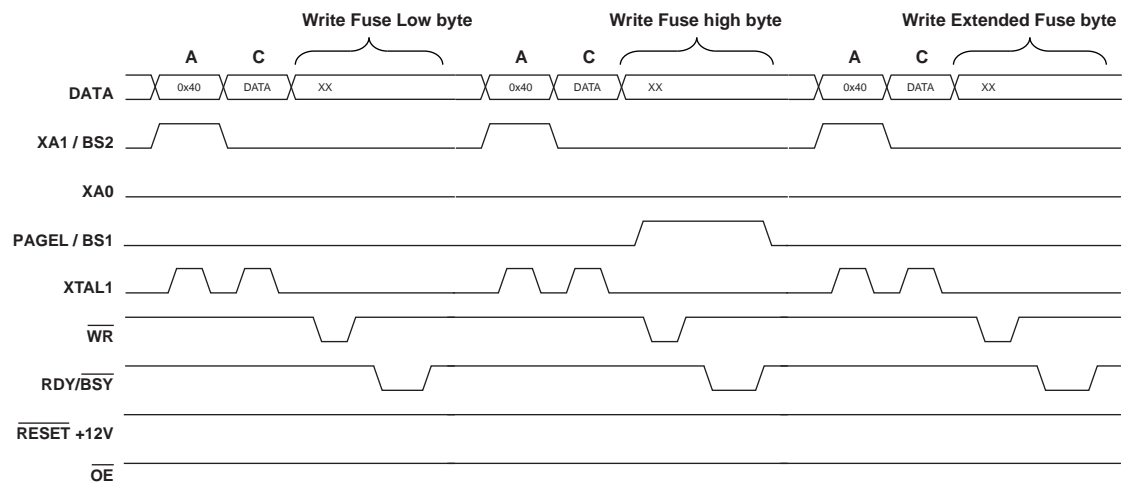 Write Fuse Low byte Write Fuse high byte Write Extended Fuse byte
A C A C A C
DATA 0x40 DATA XX 0x40 DATA XX 0x40 DATA XX
XA1 / BS2
XA0
PAGEL / BS1
XTAL1
WR
RDY/BSY
RESET +12V
OE